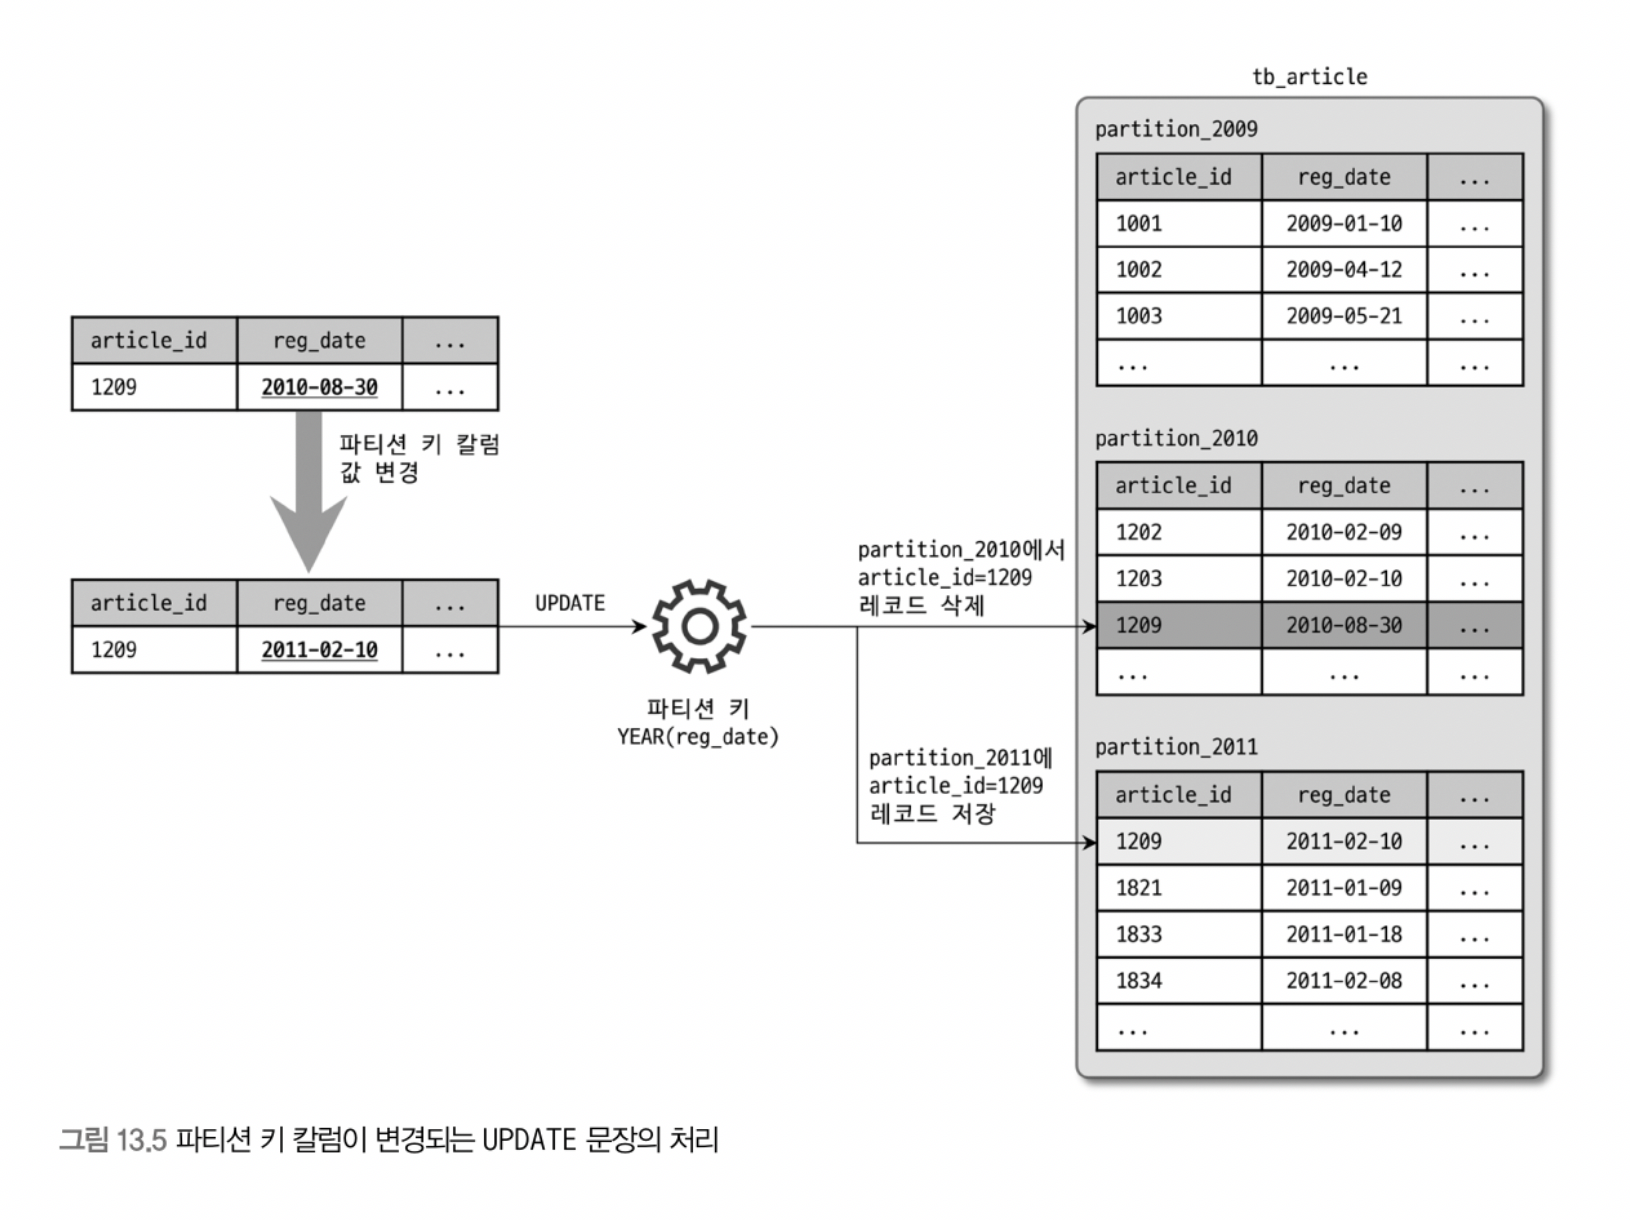 tb_article
partition_2009
article_id reg_date ...
1001 2009-01-10 ...
1002 2009-04-12 ...
1003 2009-05-21 ...
... ... ...
article_id reg_date ...
1209 2010-08-30 ...
파티션 키 칼럼
값 변경
article_id reg_date ...
1209 2011-02-10 ...
UPDATE
파티션 키
YEAR(reg_date)
partition_2010에서
article_id=1209
레코드 삭제
partition_2011에
article_id=1209
레코드 저장
partition_2010
article_id reg_date ...
1202 2010-02-09 ...
1203 2010-02-10 ...
1209 2010-08-30 ...
... ... ...
partition_2011
article_id reg_date ...
1209 2011-02-10 ...
1821 2011-01-09 ...
1833 2011-01-18 ...
1834 2011-02-08 ...
... ... ...
그림 13.5 파티션 키 칼럼이 변경되는 UPDATE 문장의 처리